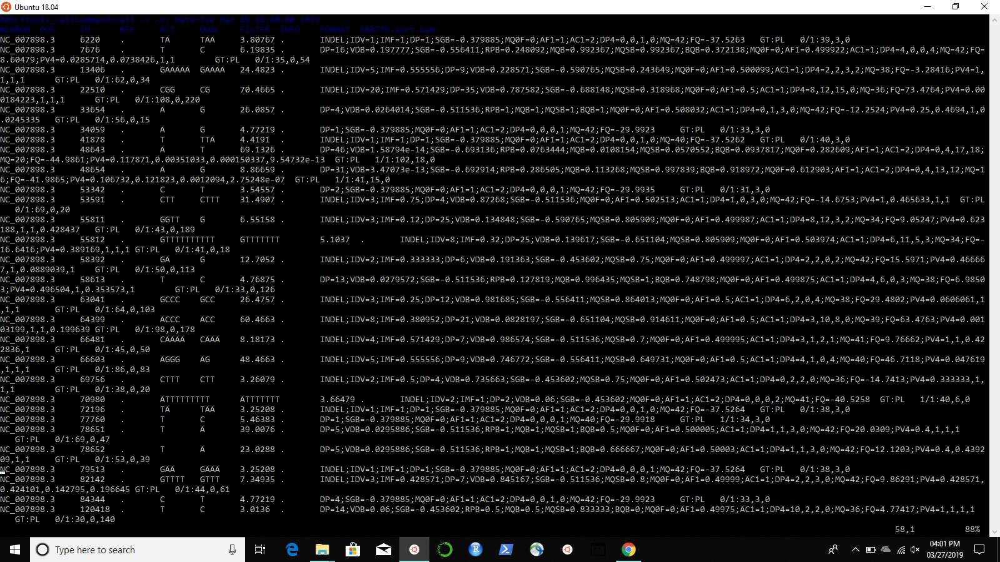 Ubuntu 18.04
##bcftools_callCommand=call -c -v; Date=Tue Mar 26 22:40:00 2019
#CHROM  POS     ID      REF     ALT     QUAL    FILTER  INFO    FORMAT  SRR776.sort.bam
NC_007898.3     6220    .       TA      TAA     3.80767 .       INDEL;IDV=1;IMF=1;DP=1;SGB=-0.379885;MQ0F=0;AF1=1;AC1=2;DP4=0,0,1,0;MQ=42;FQ=-37.5263   GT:PL   0/1:39,3,0
NC_007898.3     7676    .       T       C       6.19835 .       DP=16;VDB=0.197777;SGB=-0.556411;RPB=0.248092;MQB=0.992367;MQSB=0.992367;BQB=0.372138;MQ0F=0;AF1=0.499922;AC1=1;DP4=4,0,0,4;MQ=42;FQ=
8.60479;PV4=0.0285714,0.0738426,1,1        GT:PL   0/1:35,0,54
NC_007898.3     13406   .       GAAAAA  GAAAA   24.4823 .       INDEL;IDV=5;IMF=0.555556;DP=9;VDB=0.228571;SGB=-0.590765;MQSB=0.243649;MQ0F=0;AF1=0.500099;AC1=1;DP4=2,2,3,2;MQ=38;FQ=-3.28416;PV4=1,
1,1,1      GT:PL   0/1:62,0,34
NC_007898.3     22510   .       CGG     CG      70.4665 .       INDEL;IDV=20;IMF=0.571429;DP=35;VDB=0.787582;SGB=-0.688148;MQSB=0.318968;MQ0F=0;AF1=0.5;AC1=1;DP4=8,12,15,0;MQ=36;FQ=73.4764;PV4=0.00
0184223,1,1,1      GT:PL   0/1:108,0,220
NC_007898.3     33654   .       A       G       26.0857 .       DP=4;VDB=0.0264014;SGB=-0.511536;RPB=1;MQB=1;MQSB=1;BQB=1;MQ0F=0;AF1=0.508032;AC1=1;DP4=0,1,3,0;MQ=42;FQ=-12.2524;PV4=0.25,0.4694,1,0
.0245335   GT:PL   0/1:56,0,15
NC_007898.3     34059   .       A       G       4.77219 .       DP=1;SGB=-0.379885;MQ0F=0;AF1=1;AC1=2;DP4=0,0,0,1;MQ=42;FQ=-29.9923     GT:PL   0/1:33,3,0
NC_007898.3     41878   .       T       TTA     4.4191  .       INDEL;IDV=1;IMF=1;DP=1;SGB=-0.379885;MQ0F=0;AF1=1;AC1=2;DP4=0,0,1,0;MQ=40;FQ=-37.5262   GT:PL   0/1:40,3,0
NC_007898.3     48643   .       A       T       69.1326 .       DP=46;VDB=1.58794e-14;SGB=-0.693136;RPB=0.0763444;MQB=0.0108154;MQSB=0.0570552;BQB=0.0937817;MQ0F=0.282609;AF1=1;AC1=2;DP4=0,4,17,18;
MQ=20;FQ=-44.9861;PV4=0.117871,0.00351033,0.000150337,9.54732e-13  GT:PL   1/1:102,18,0
NC_007898.3     48654   .       A       G       8.86659 .       DP=31;VDB=3.47073e-13;SGB=-0.692914;RPB=0.286505;MQB=0.113268;MQSB=0.997839;BQB=0.918972;MQ0F=0.612903;AF1=1;AC1=2;DP4=0,4,13,12;MQ=1
6;FQ=-41.9865;PV4=0.106732,0.121823,0.0012094,2.75248e-07  GT:PL   1/1:41,15,0
NC_007898.3     53342   .       C       T       3.54557 .       DP=2;SGB=-0.379885;MQ0F=0;AF1=1;AC1=2;DP4=0,0,0,1;MQ=42;FQ=-29.9935     GT:PL   0/1:31,3,0
NC_007898.3     53591   .       CTT     CTTT    31.4907 .       INDEL;IDV=3;IMF=0.75;DP=4;VDB=0.87268;SGB=-0.511536;MQ0F=0;AF1=0.502513;AC1=1;DP4=1,0,3,0;MQ=42;FQ=-14.6753;PV4=1,0.465633,1,1  GT:PL
0/1:69,0,20
NC_007898.3     55811   .       GGTT    G       6.55158 .       INDEL;IDV=3;IMF=0.12;DP=25;VDB=0.134848;SGB=-0.590765;MQSB=0.805909;MQ0F=0;AF1=0.499987;AC1=1;DP4=8,12,3,2;MQ=34;FQ=9.05247;PV4=0.623
188,1,1,0.428437   GT:PL   0/1:43,0,189
NC_007898.3     55812   .       GTTTTTTTTTT     GTTTTTTT        5.1037  .       INDEL;IDV=8;IMF=0.32;DP=25;VDB=0.139617;SGB=-0.651104;MQSB=0.805909;MQ0F=0;AF1=0.503974;AC1=1;DP4=6,11,5,3;MQ=34;FQ=-
16.6416;PV4=0.389169,1,1,1 GT:PL   0/1:41,0,18
NC_007898.3     58392   .       GA      G       12.7052 .       INDEL;IDV=2;IMF=0.333333;DP=6;VDB=0.191363;SGB=-0.453602;MQSB=0.75;MQ0F=0;AF1=0.499997;AC1=1;DP4=2,2,0,2;MQ=42;FQ=15.5971;PV4=0.46666
7,1,0.0889039,1    GT:PL   0/1:50,0,113
NC_007898.3     58613   .       T       C       4.76875 .       DP=13;VDB=0.0279572;SGB=-0.511536;RPB=0.127819;MQB=0.996435;MQSB=1;BQB=0.748798;MQ0F=0;AF1=0.499875;AC1=1;DP4=4,6,0,3;MQ=38;FQ=6.9850
3;PV4=0.496504,1,0.353573,1        GT:PL   0/1:33,0,126
NC_007898.3     63041   .       GCCC    GCC     26.4757 .       INDEL;IDV=3;IMF=0.25;DP=12;VDB=0.981685;SGB=-0.556411;MQSB=0.864013;MQ0F=0;AF1=0.5;AC1=1;DP4=6,2,0,4;MQ=38;FQ=29.4802;PV4=0.0606061,1
,1,1       GT:PL   0/1:64,0,103
NC_007898.3     64399   .       ACCC    ACC     60.4663 .       INDEL;IDV=8;IMF=0.380952;DP=21;VDB=0.0828197;SGB=-0.651104;MQSB=0.914611;MQ0F=0;AF1=0.5;AC1=1;DP4=3,10,8,0;MQ=39;FQ=63.4763;PV4=0.001
03199,1,1,0.199639 GT:PL   0/1:98,0,178
NC_007898.3     66481   .       CAAAA   CAAA    8.18173 .       INDEL;IDV=4;IMF=0.571429;DP=7;VDB=0.986574;SGB=-0.511536;MQSB=0.7;MQ0F=0;AF1=0.499995;AC1=1;DP4=3,1,2,1;MQ=41;FQ=9.76662;PV4=1,1,0.42
2836,1     GT:PL   0/1:45,0,50
NC_007898.3     66603   .       AGGG    AG      48.4663 .       INDEL;IDV=5;IMF=0.555556;DP=9;VDB=0.746772;SGB=-0.556411;MQSB=0.649731;MQ0F=0;AF1=0.5;AC1=1;DP4=4,1,0,4;MQ=40;FQ=46.7118;PV4=0.047619
,1,1,1     GT:PL   0/1:86,0,83
NC_007898.3     69756   .       CTTT    CTT     3.26079 .       INDEL;IDV=2;IMF=0.5;DP=4;VDB=0.735663;SGB=-0.453602;MQSB=0.75;MQ0F=0;AF1=0.502473;AC1=1;DP4=0,2,2,0;MQ=36;FQ=-14.7413;PV4=0.333333,1,
1,1        GT:PL   0/1:38,0,20
NC_007898.3     70980   .       ATTTTTTTTT      ATTTTTTT        3.66479 .       INDEL;IDV=2;IMF=1;DP=2;VDB=0.06;SGB=-0.453602;MQ0F=0;AF1=1;AC1=2;DP4=0,0,0,2;MQ=41;FQ=-40.5258  GT:PL   1/1:40,6,0
NC_007898.3     72196   .       TA      TAA     3.25208 .       INDEL;IDV=1;IMF=1;DP=1;SGB=-0.379885;MQ0F=0;AF1=1;AC1=2;DP4=0,0,1,0;MQ=42;FQ=-37.5264   GT:PL   0/1:38,3,0
NC_007898.3     77760   .       T       C       5.46383 .       DP=1;SGB=-0.379885;MQ0F=0;AF1=1;AC1=2;DP4=0,0,0,1;MQ=40;FQ=-29.9918     GT:PL   1/1:34,3,0
NC_007898.3     78651   .       T       A       39.0076 .       DP=5;VDB=0.0295886;SGB=-0.511536;RPB=1;MQB=1;MQSB=1;BQB=0.5;MQ0F=0;AF1=0.500005;AC1=1;DP4=1,1,3,0;MQ=42;FQ=20.0309;PV4=0.4,1,1,1
GT:PL   0/1:69,0,47
NC_007898.3     78652   .       T       A       23.0288 .       DP=5;VDB=0.0295886;SGB=-0.511536;RPB=1;MQB=1;MQSB=1;BQB=0.666667;MQ0F=0;AF1=0.50003;AC1=1;DP4=1,1,3,0;MQ=42;FQ=12.1203;PV4=0.4,0.4392
09,1,1     GT:PL   0/1:53,0,39
NC_007898.3     79513   .       GAA     GAAA    3.25208 .       INDEL;IDV=1;IMF=1;DP=1;SGB=-0.379885;MQ0F=0;AF1=1;AC1=2;DP4=0,0,0,1;MQ=42;FQ=-37.5264   GT:PL   0/1:38,3,0
NC_007898.3     82142   .       GTTTT   GTTT    7.34935 .       INDEL;IDV=3;IMF=0.428571;DP=7;VDB=0.845167;SGB=-0.511536;MQSB=0.8;MQ0F=0;AF1=0.49999;AC1=1;DP4=2,2,3,0;MQ=42;FQ=9.86291;PV4=0.428571,
0.424101,0.142795,0.196645 GT:PL   0/1:44,0,61
NC_007898.3     84344   .       C       T       4.77219 .       DP=4;SGB=-0.379885;MQ0F=0;AF1=1;AC1=2;DP4=0,0,1,0;MQ=42;FQ=-29.9923     GT:PL   0/1:33,3,0
NC_007898.3     120418  .       T       C       3.0136  .       DP=14;VDB=0.06;SGB=-0.453602;RPB=0.5;MQB=0.5;MQSB=0.833333;BQB=0;MQ0F=0;AF1=0.49975;AC1=1;DP4=10,2,2,0;MQ=36;FQ=4.77417;PV4=1,1,1,1
GT:PL   0/1:30,0,140
58,1          88%
Type here to search
04:01 PM
03/27/2019